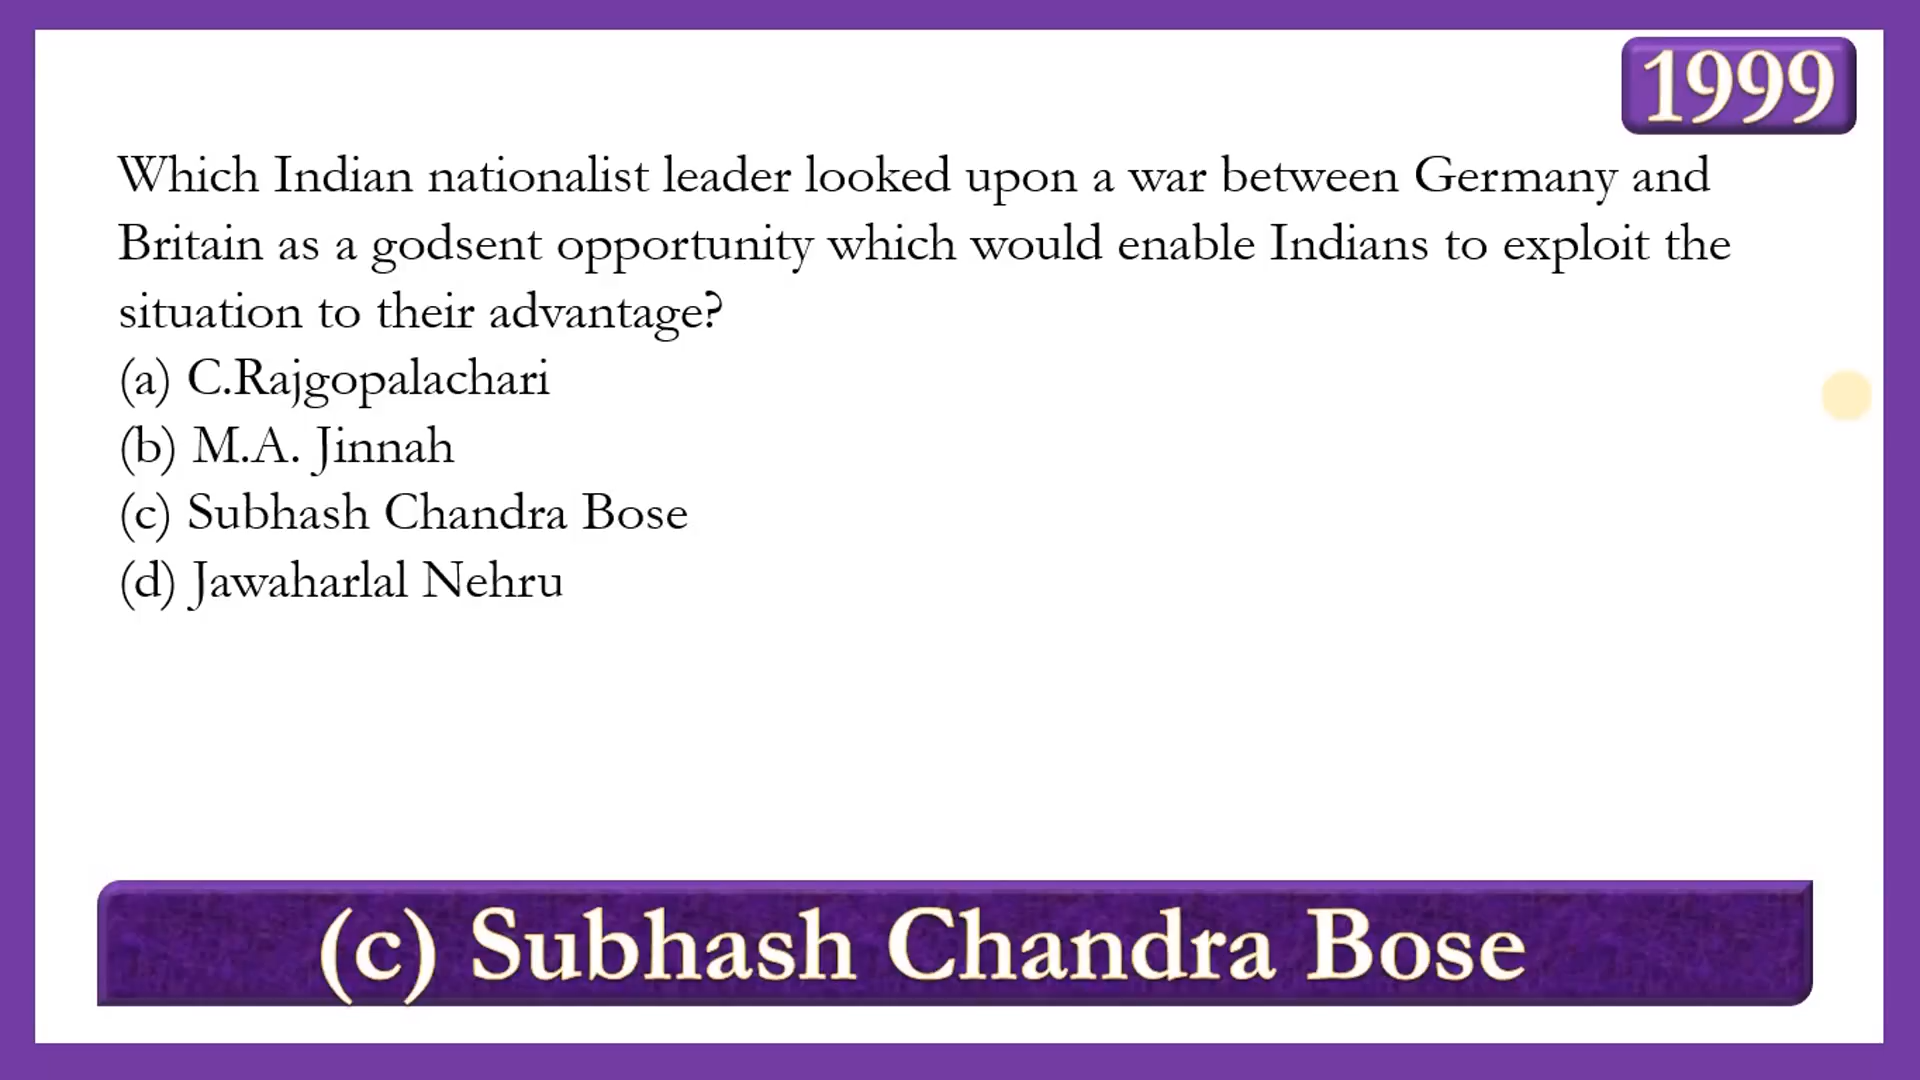 1999
Which Indian nationalist leader looked upon a war between Germany and
Britain as a godsent opportunity which would enable Indians to exploit the
situation to their advantage?
(a) C.Rajgopalachari
(b) M.A. Jinnah
(c) Subhash Chandra Bose
(d) Jawaharlal Nehru
(c) Subhash Chandra Bose